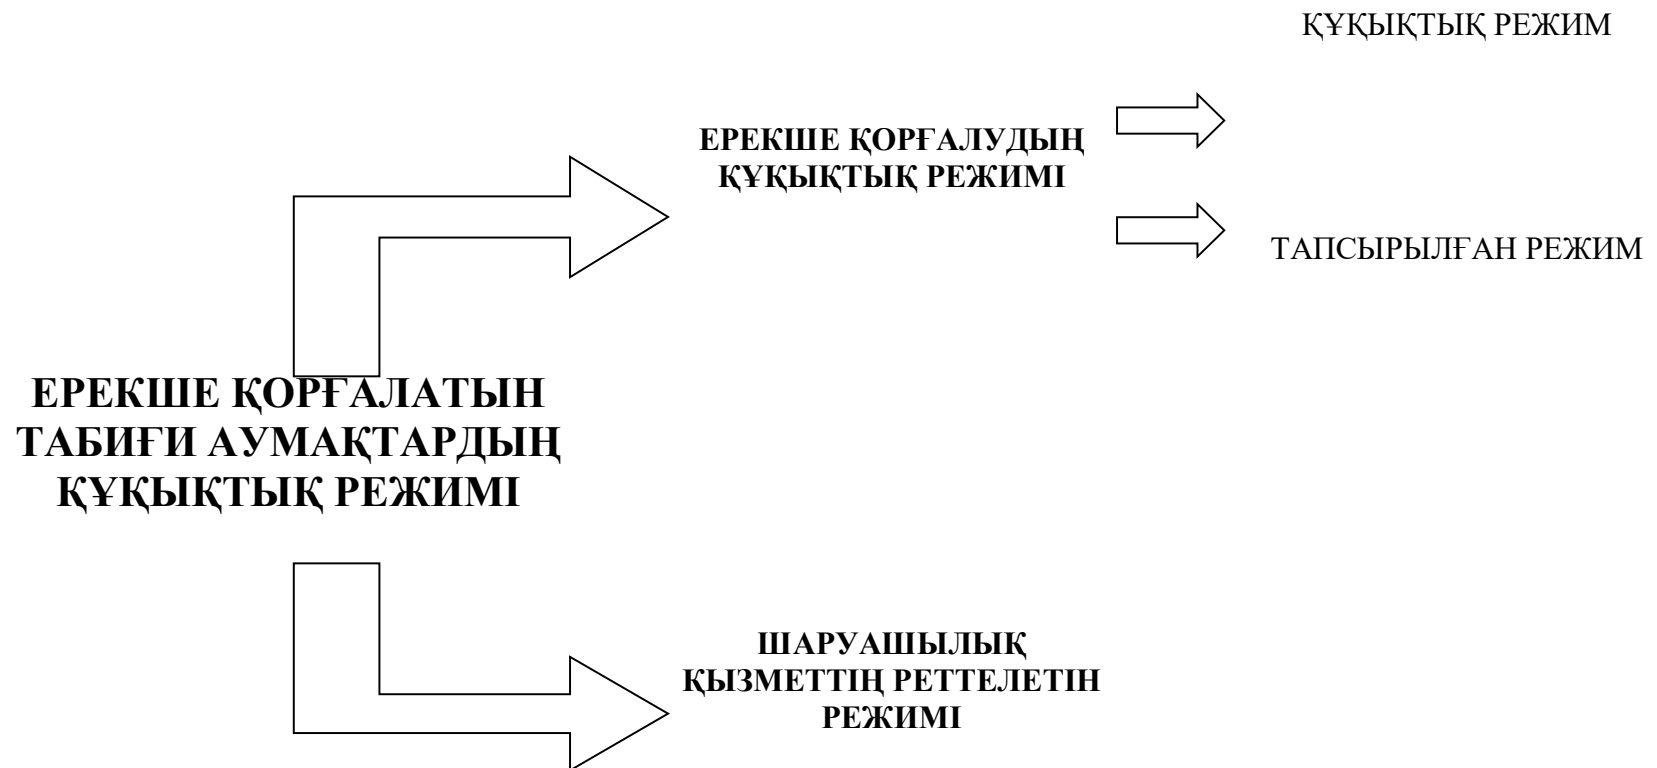 ҚҰҚЫҚТЫҚ РЕЖИМ
ЕРЕКШЕ ҚОРҒАЛУДЫҢ
ҚҰҚЫҚТЫҚ РЕЖИМІ
ТАПСЫРЫЛҒАН РЕЖИМ
ЕРЕКШЕ ҚОРҒАЛАТЫН
ТАБИҒИ АУМАҚТАРДЫҢ
ҚҰҚЫҚТЫҚ РЕЖИМІ
ШАРУАШЫЛЫҚ
ҚЫЗМЕТТІҢ РЕТТЕЛЕТІН
РЕЖИМІ